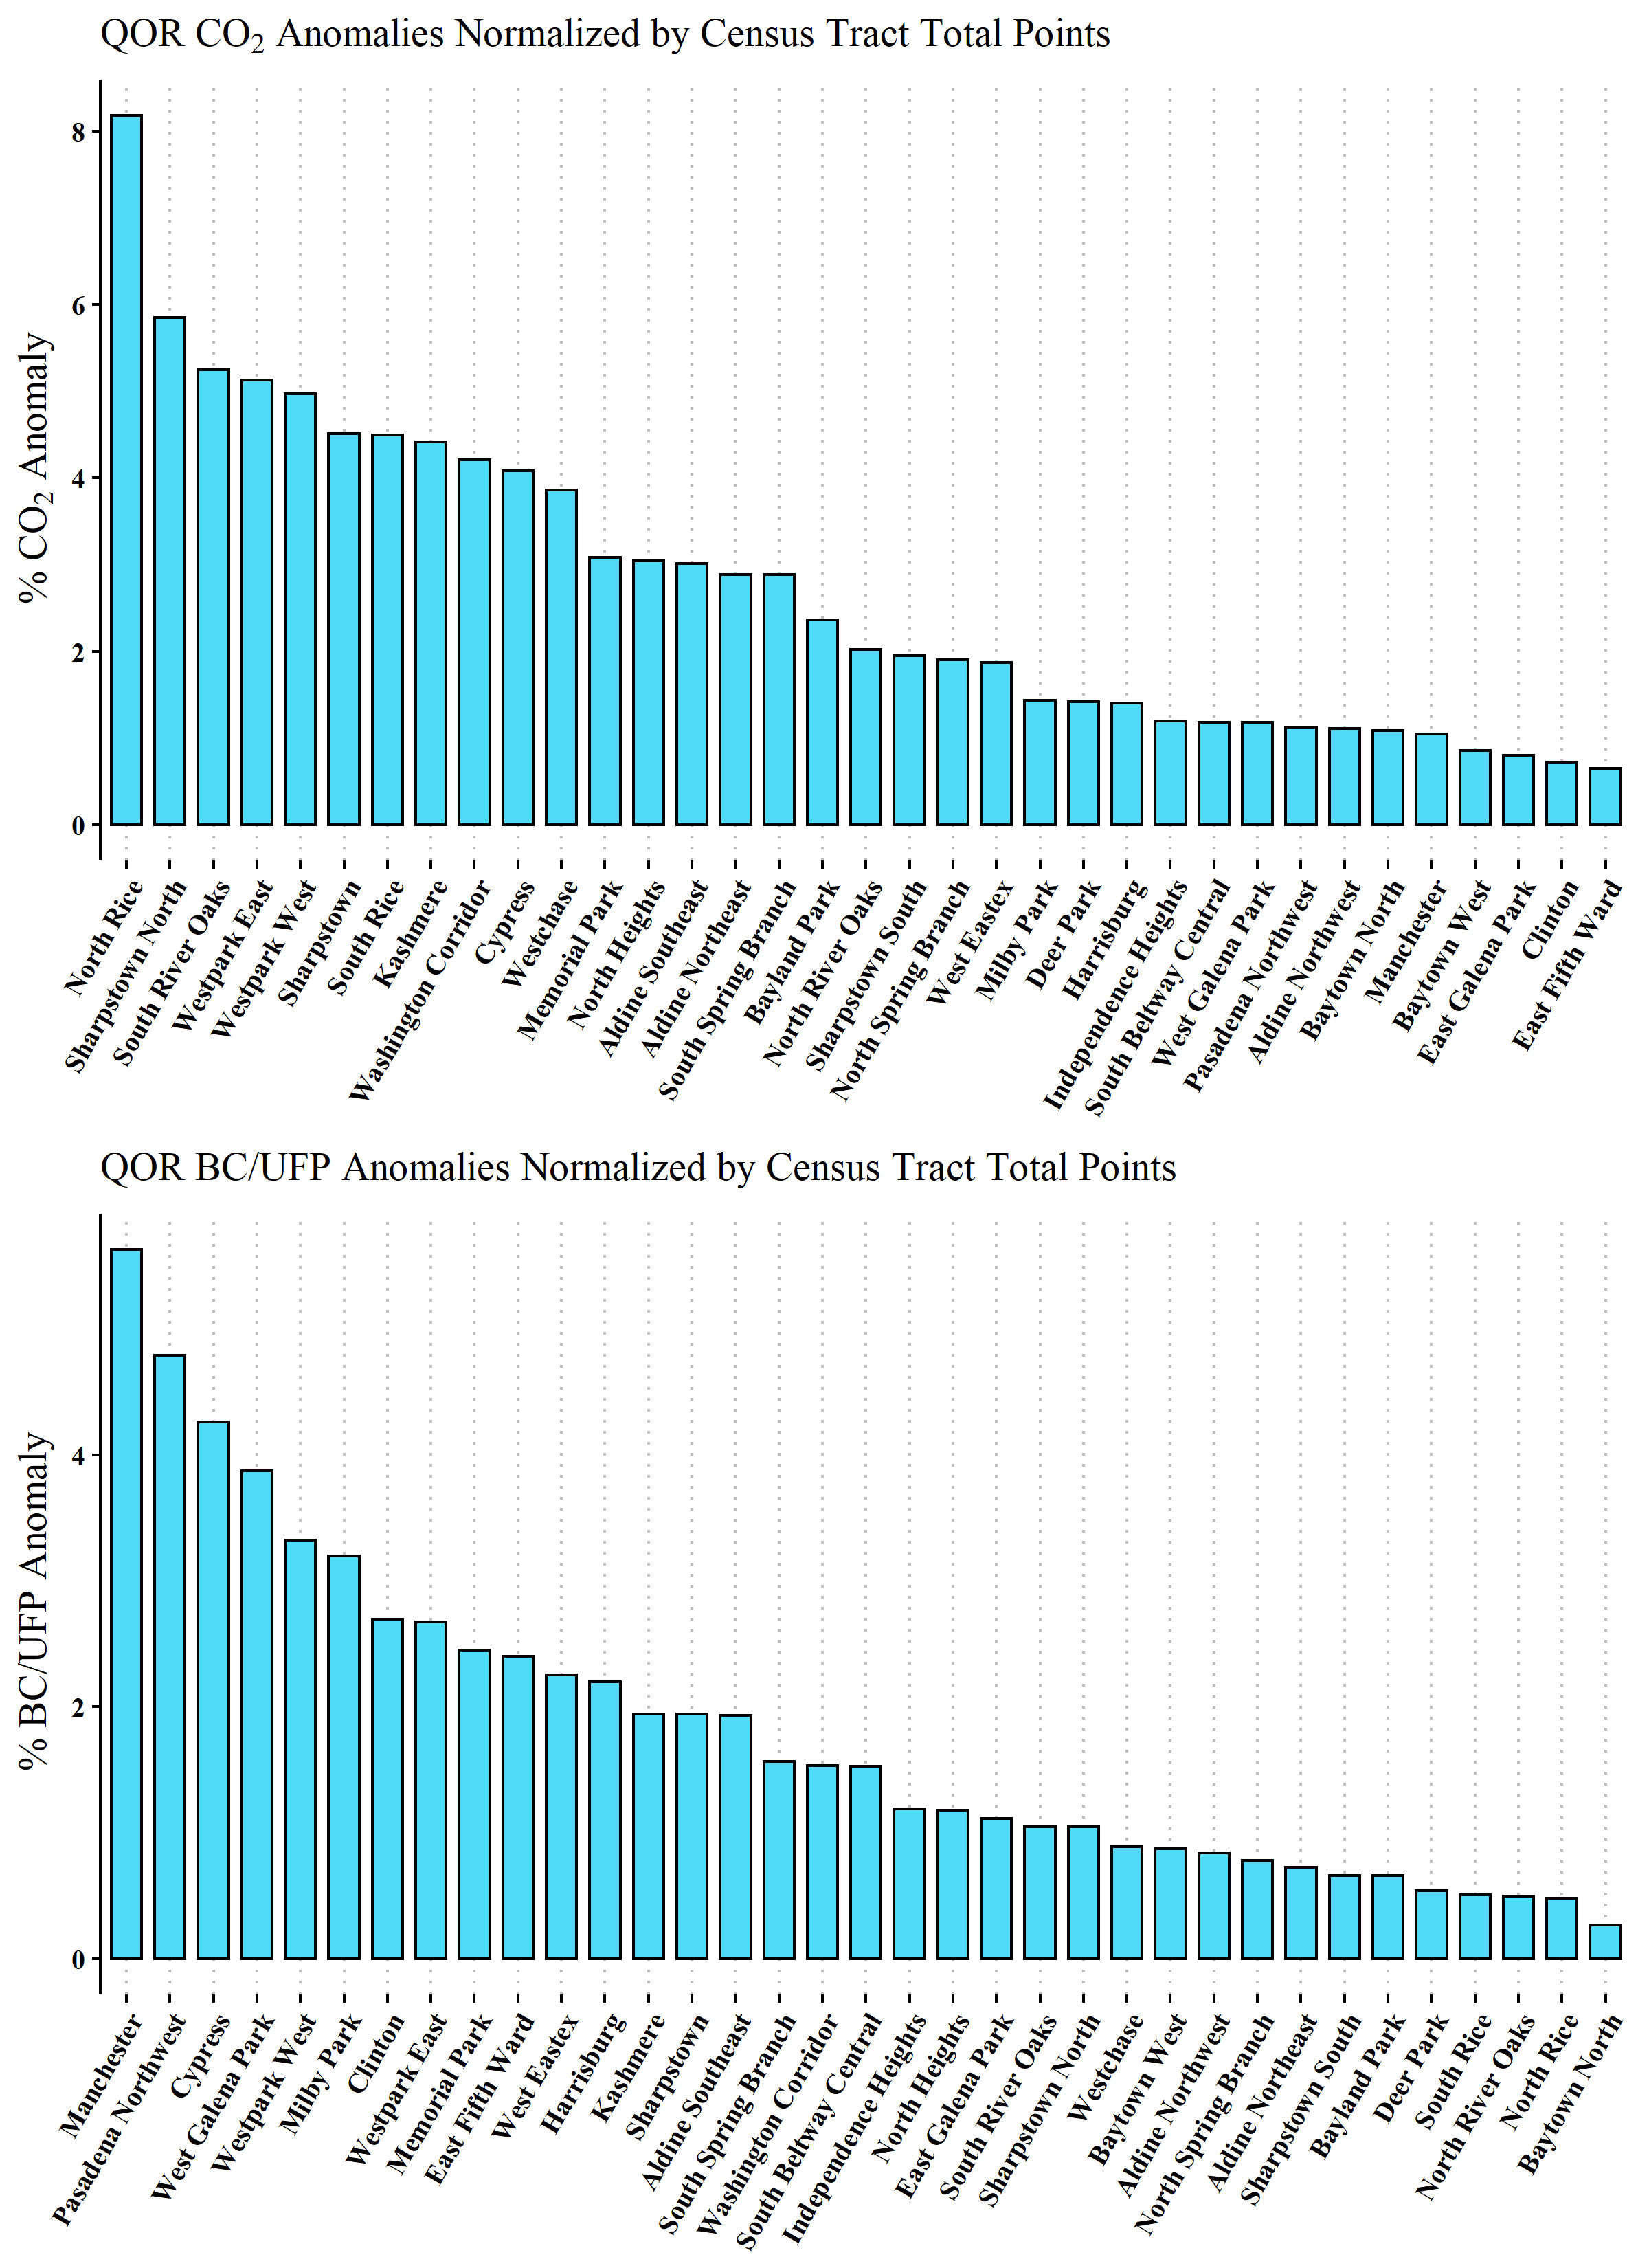 QOR CO₂ Anomalies Normalized by Census Tract Total Points
% CO₂ Anomaly
8
6
4
2
0
North Rice
Sharpstown North
South River Oaks
Westpark East
Westpark West
Sharpstown
South Rice
Kashmere
Washington Corridor
Cypress
Westchase
Memorial Park
North Heights
Aldine Southeast
Aldine Northeast
South Spring Branch
Bayland Park
North River Oaks
Sharpstown South
North Spring Branch
West Eastex
Milby Park
Deer Park
Harrisburg
Independence Heights
South Beltway Central
West Galena Park
Pasadena Northwest
Aldine Northwest
Baytown North
Manchester
Baytown West
East Galena Park
Clinton
East Fifth Ward
QOR BC/UFP Anomalies Normalized by Census Tract Total Points
% BC/UFP Anomaly
4
2
0
Manchester
Pasadena Northwest
Cypress
West Galena Park
Westpark West
Milby Park
Clinton
Westpark East
Memorial Park
East Fifth Ward
West Eastex
Harrisburg
Kashmere
Sharpstown
Aldine Southeast
South Spring Branch
Washington Corridor
South Beltway Central
Independence Heights
North Heights
East Galena Park
South River Oaks
Sharpstown North
Westchase
Baytown West
Aldine Northwest
North Spring Branch
Aldine Northeast
Sharpstown South
Bayland Park
Deer Park
South Rice
North River Oaks
North Rice
Baytown North